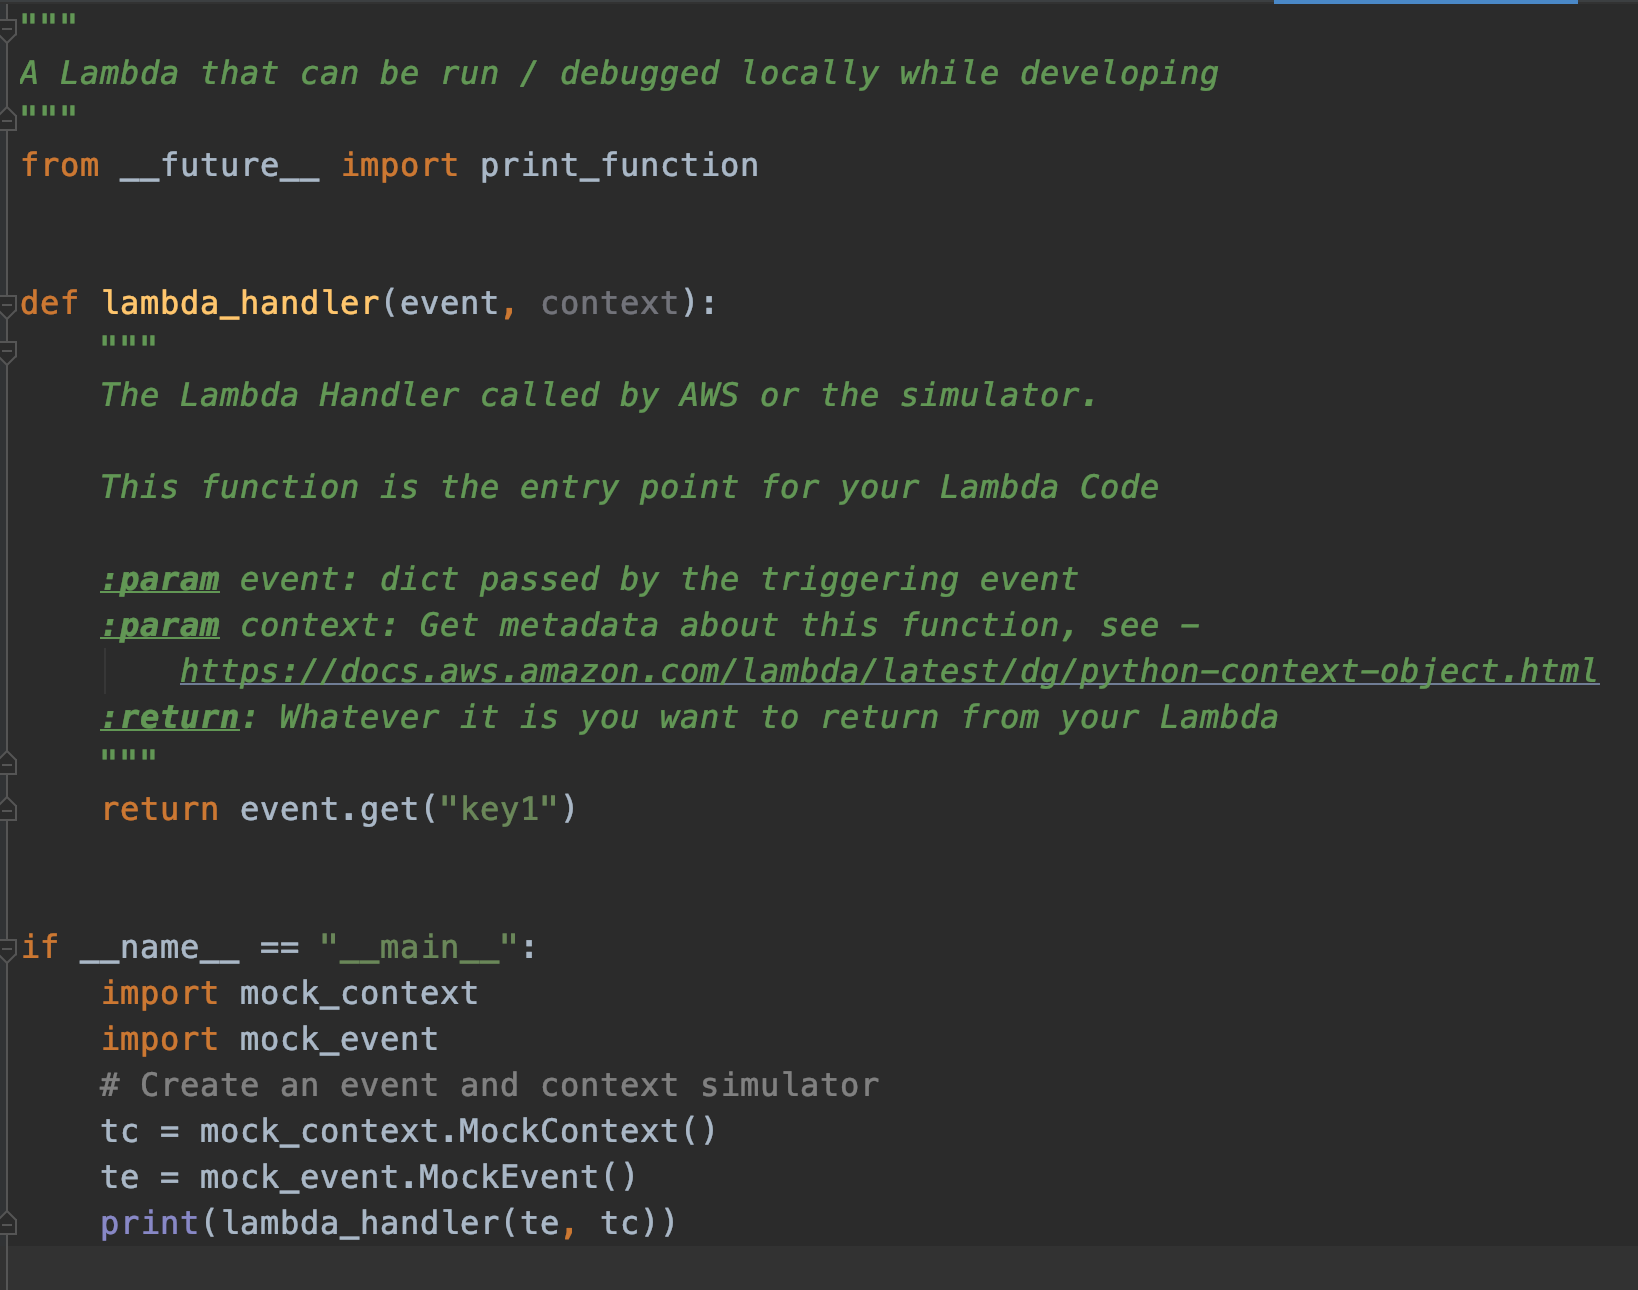 """
A Lambda that can be run / debugged locally while developing
"""
from __future__ import print_function
def lambda_handler(event, context):
    """
    The Lambda Handler called by AWS or the simulator.
    This function is the entry point for your Lambda Code
    :param event: dict passed by the triggering event
    :param context: Get metadata about this function, see -
        https://docs.aws.amazon.com/lambda/latest/dg/python-context-object.html
    :return: Whatever it is you want to return from your Lambda
    """
    return event.get("key1")
if __name__ == "__main__":
    import mock_context
    import mock_event
    # Create an event and context simulator
    tc = mock_context.MockContext()
    te = mock_event.MockEvent()
    print(lambda_handler(te, tc))